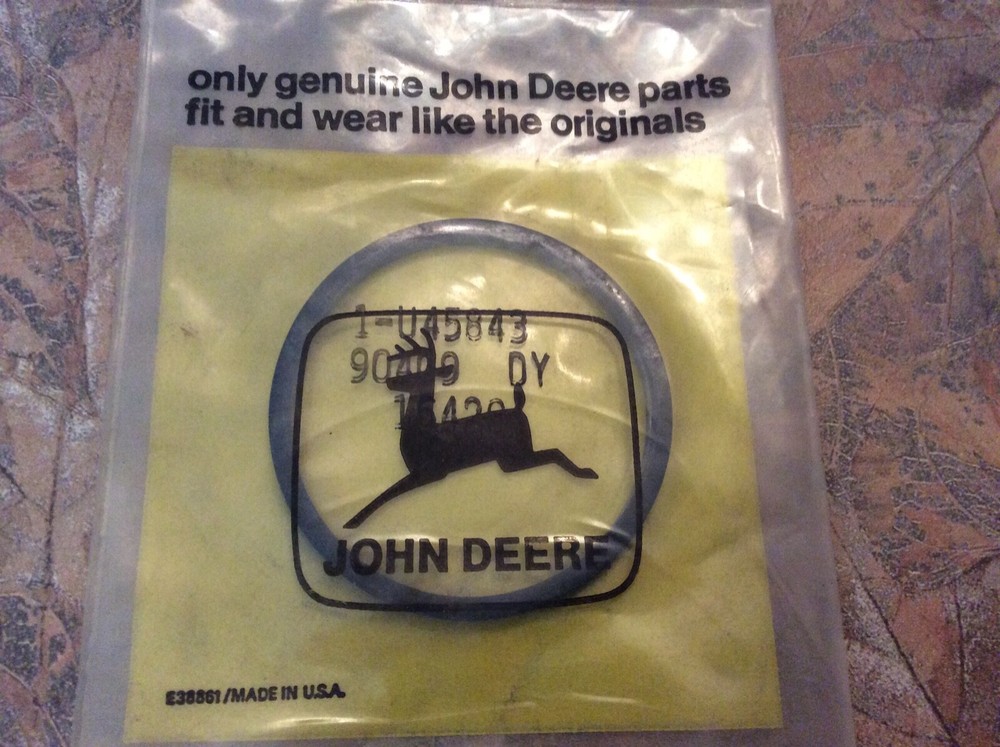 only genuine John Deere parts
fit and wear like the originals
1-U45843
DY
JOHN DEERE
E38861/MADE IN U.S.A.